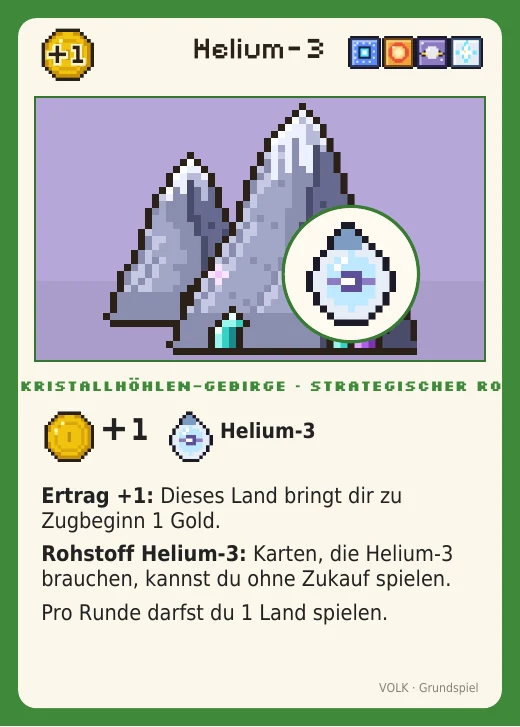 +1
Helium-3
KRISTALLHÖHLEN-GEBIRGE · STRATEGISCHER RO
+1 Helium-3
Ertrag +1: Dieses Land bringt dir zu
Zugbeginn 1 Gold.
Rohstoff Helium-3: Karten, die Helium-3
brauchen, kannst du ohne Zukauf spielen.
Pro Runde darfst du 1 Land spielen.
VOLK · Grundspiel